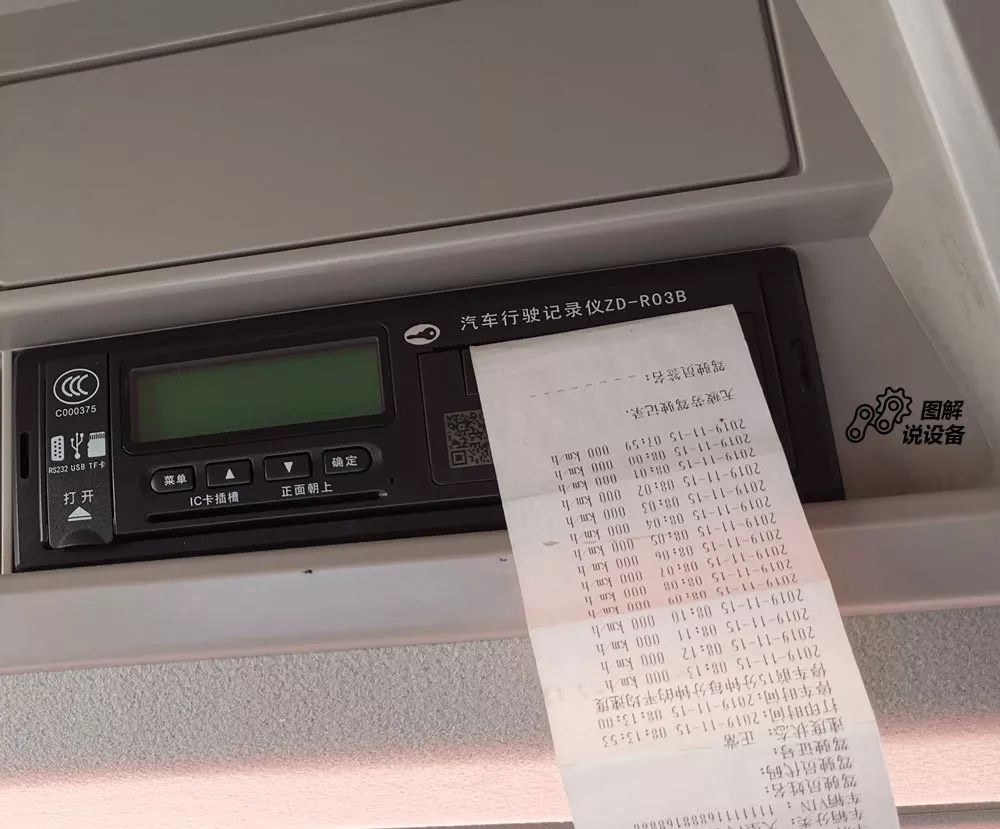 汽车行驶记录仪ZD-R03B
C000375
RS232 USB TF卡
打开
菜单
确定
IC卡插槽
正面朝上
车辆分类:
车辆VIN:
驾驶员姓名:
驾驶员代码:
驾驶证号:
速度状态: 正常
打印时间:2019-11-15 08:13:53
停车时间:2019-11-15 08:13:00
停车前15分钟每分钟的平均速度
2019-11-15 08:13 000 km h
2019-11-15 08:12 000 km h
2019-11-15 08:11 000 km h
2019-11-15 08:10 000 km h
2019-11-15 08:09 000 km h
2019-11-15 08:08 000 km h
2019-11-15 08:07 000 km h
2019-11-15 08:06 000 km h
2019-11-15 08:05 000 km h
2019-11-15 08:04 000 km h
2019-11-15 08:03 000 km h
2019-11-15 08:02 000 km h
2019-11-15 08:01 000 km h
2019-11-15 08:00 000 km h
2019-11-15 07:59 000 km h
无疲劳驾驶记录.
驾驶员签名:
图解
说设备